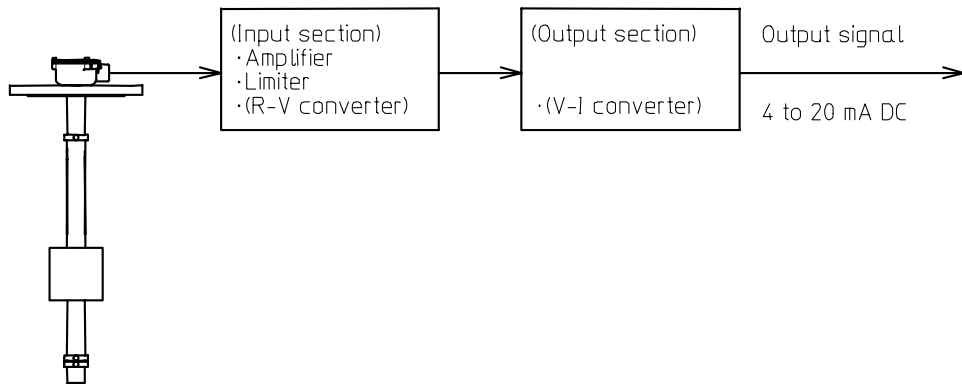 (Input section)
·Amplifier
·Limiter
·(R-V converter)
(Output section)
·(V-I converter)
Output signal
4 to 20 mA DC